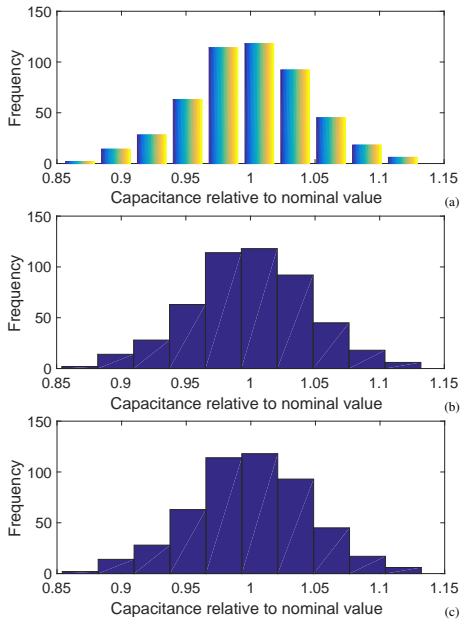 150
100
50
0
Frequency
0.85 0.9 0.95 1 1.05 1.1 1.15
Capacitance relative to nominal value
(a)
150
100
50
0
Frequency
0.85 0.9 0.95 1 1.05 1.1 1.15
Capacitance relative to nominal value
(b)
150
100
50
0
Frequency
0.85 0.9 0.95 1 1.05 1.1 1.15
Capacitance relative to nominal value
(c)